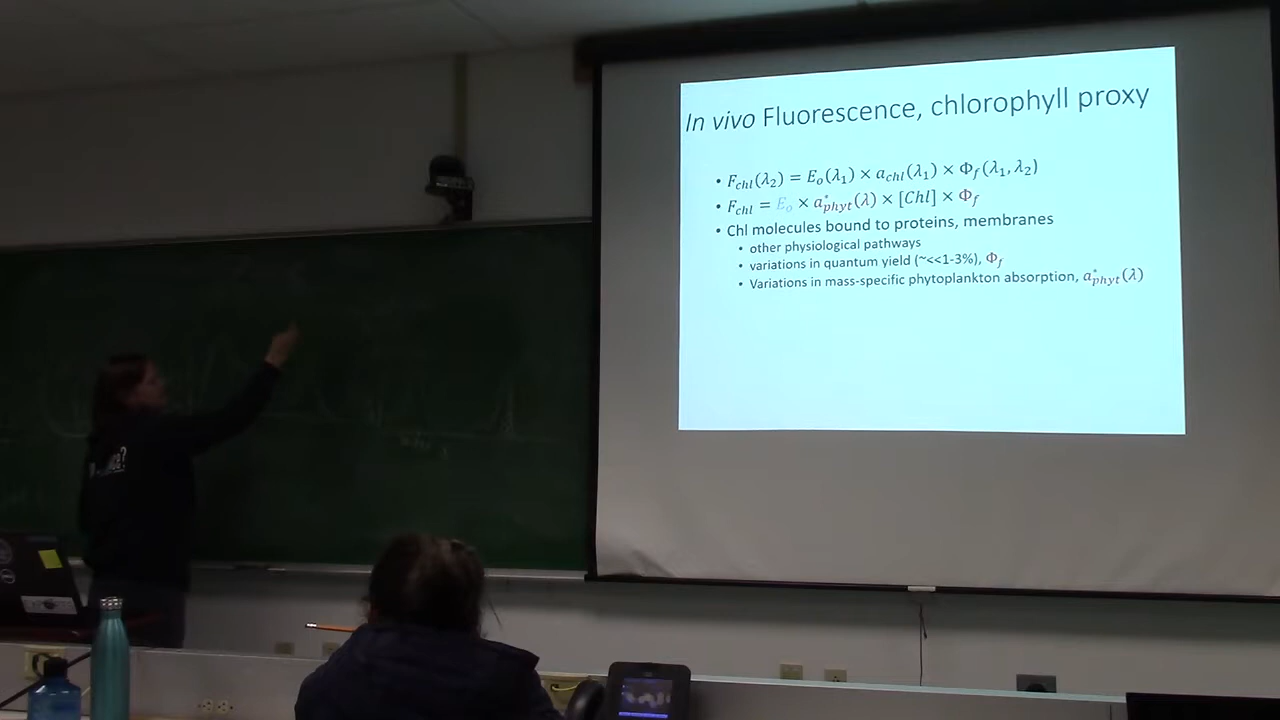 In vivo Fluorescence, chlorophyll proxy
• F_chl(λ₂) = E_o(λ₁) × a_chl(λ₁) × Φ_f(λ₁, λ₂)
• F_chl = E_o × a*_phyt(λ) × [Chl] × Φ_f
• Chl molecules bound to proteins, membranes
• other physiological pathways
• variations in quantum yield (~<<1-3%), Φ_f
• Variations in mass-specific phytoplankton absorption, a*_phyt(λ)